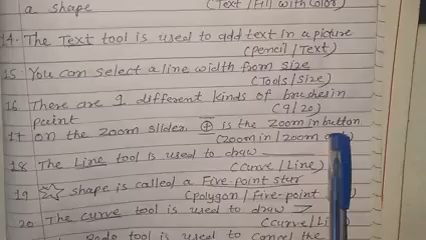 a shape (Text / Fill with color)
14. The Text tool is used to add text in a picture
(pencil / Text)
15 You can select a line width from size
(Tools / Size)
16 There are 9 different kinds of brushes in
paint (9 / 20)
17 on the zoom slider, ⊕ is the zoom in button
(Zoom in / zoom
18 The Line tool is used to draw
(Curve / Line)
19 ☆☆ shape is called a Five-point star
(polygon / Five-point
20 The curve tool is used to draw
(Curve / Li
tool is used to cancel the